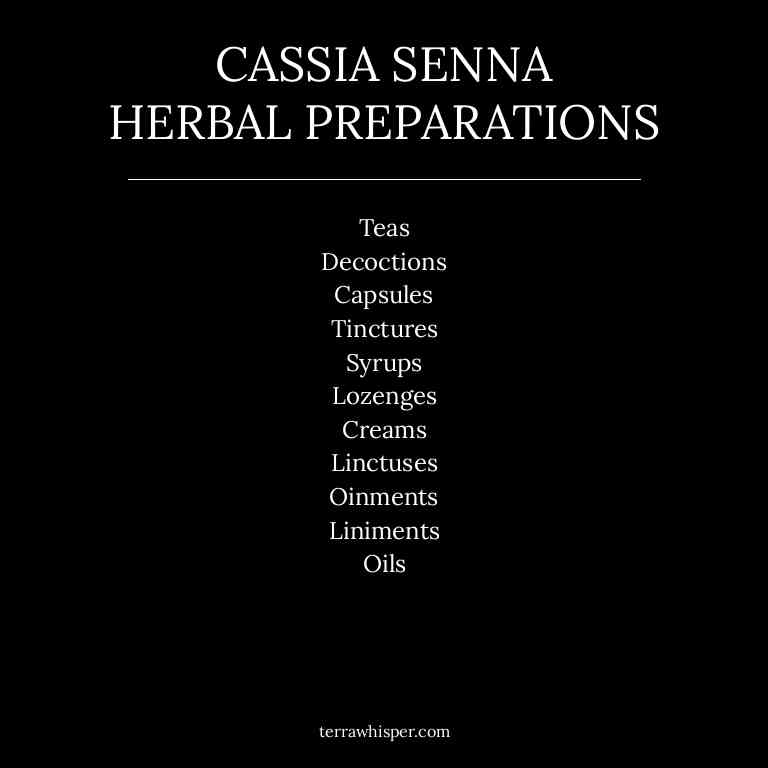 CASSIA SENNA
HERBAL PREPARATIONS
Teas
Decoctions
Capsules
Tinctures
Syrups
Lozenges
Creams
Linctuses
Oinments
Liniments
Oils
terrawhisper.com